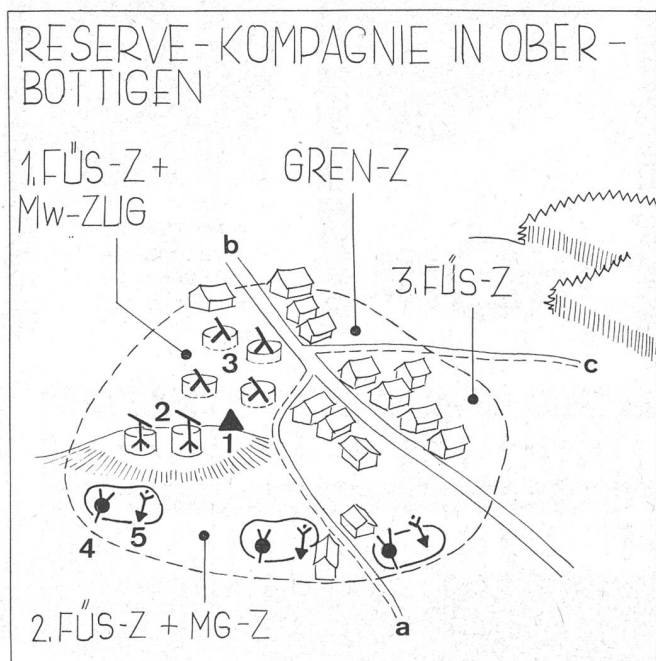 RESERVE-KOMPAGNIE IN OBER-
BOTTIGEN
1. FÜS-Z +
MW-ZUG
GREN-Z
b
3. FÜS-Z
3
c
2
1
4
5
2. FÜS-Z + MG-Z
a